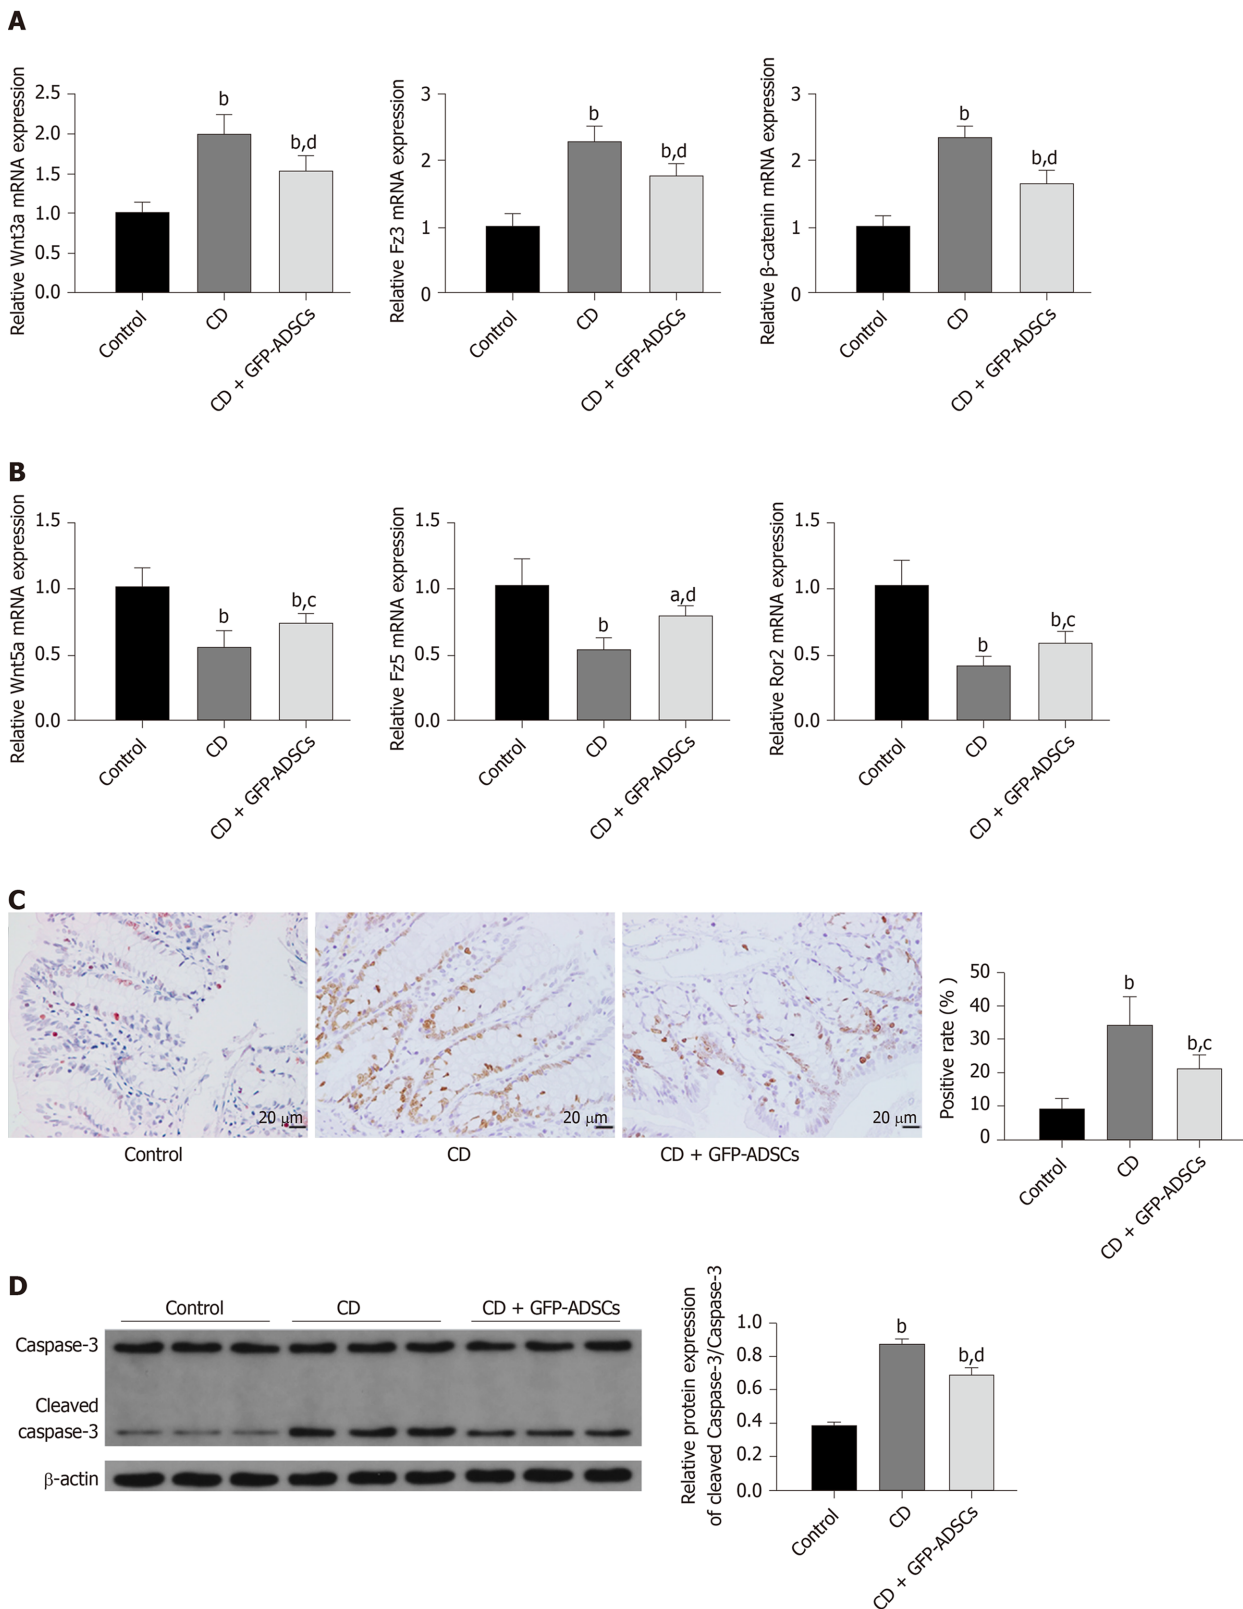 A
Relative Wnt3a mRNA expression
2.5
2.0
1.5
1.0
0.5
0.0
b
b,d
Control
CD
CD + GFP-ADSCs
Relative Fz3 mRNA expression
3
2
1
0
b
b,d
Control
CD
CD + GFP-ADSCs
Relative β-catenin mRNA expression
3
2
1
0
b
b,d
Control
CD
CD + GFP-ADSCs
B
Relative Wnt5a mRNA expression
1.5
1.0
0.5
0.0
b
b,c
Control
CD
CD + GFP-ADSCs
Relative Fz5 mRNA expression
1.5
1.0
0.5
0.0
b
a,d
Control
CD
CD + GFP-ADSCs
Relative Ror2 mRNA expression
1.5
1.0
0.5
0.0
b
b,c
Control
CD
CD + GFP-ADSCs
C
20 μm
20 μm
20 μm
Control
CD
CD + GFP-ADSCs
Positive rate (% )
50
40
30
20
10
0
b
b,c
Control
CD
CD + GFP-ADSCs
D
Control
CD
CD + GFP-ADSCs
Caspase-3
Cleaved
caspase-3
β-actin
Relative protein expression
of cleaved Caspase-3/Caspase-3
1.0
0.8
0.6
0.4
0.2
0.0
b
b,d
Control
CD
CD + GFP-ADSCs